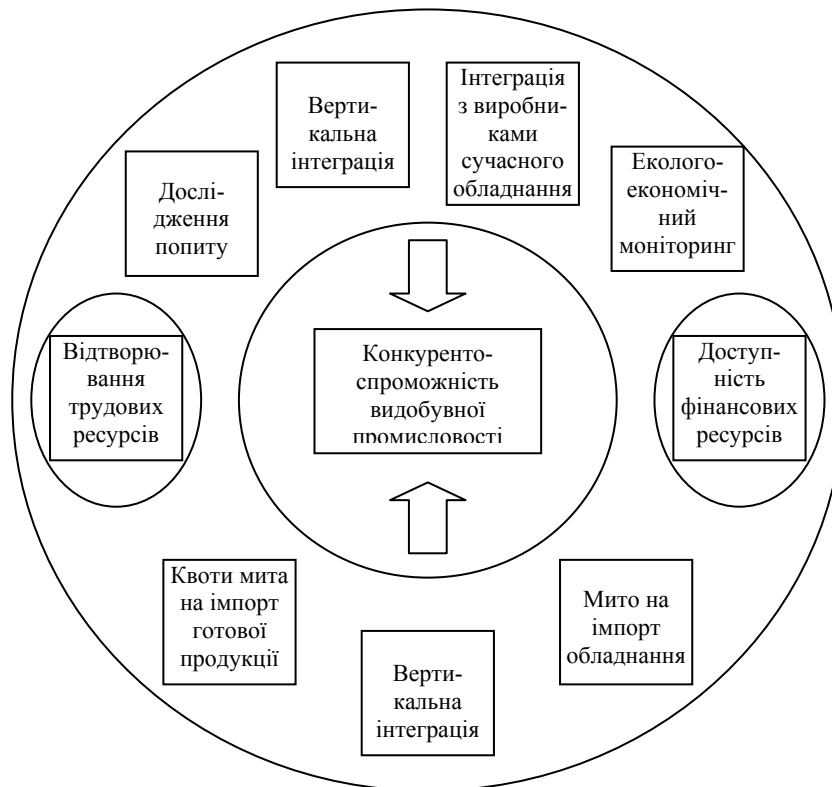 Верти-
кальна
інтеграція
Інтеграція
з виробни-
ками
сучасного
обладнання
Дослі-
дження
попиту
Еколого-
економіч-
ний
моніторинг
Відтворю-
вання
трудових
ресурсів
Конкуренто-
спроможність
видобувної
промисловості
Доступ-
ність
фінансових
ресурсів
Квоти мита
на імпорт
готової
продукції
Верти-
кальна
інтеграція
Мито на
імпорт
обладнання